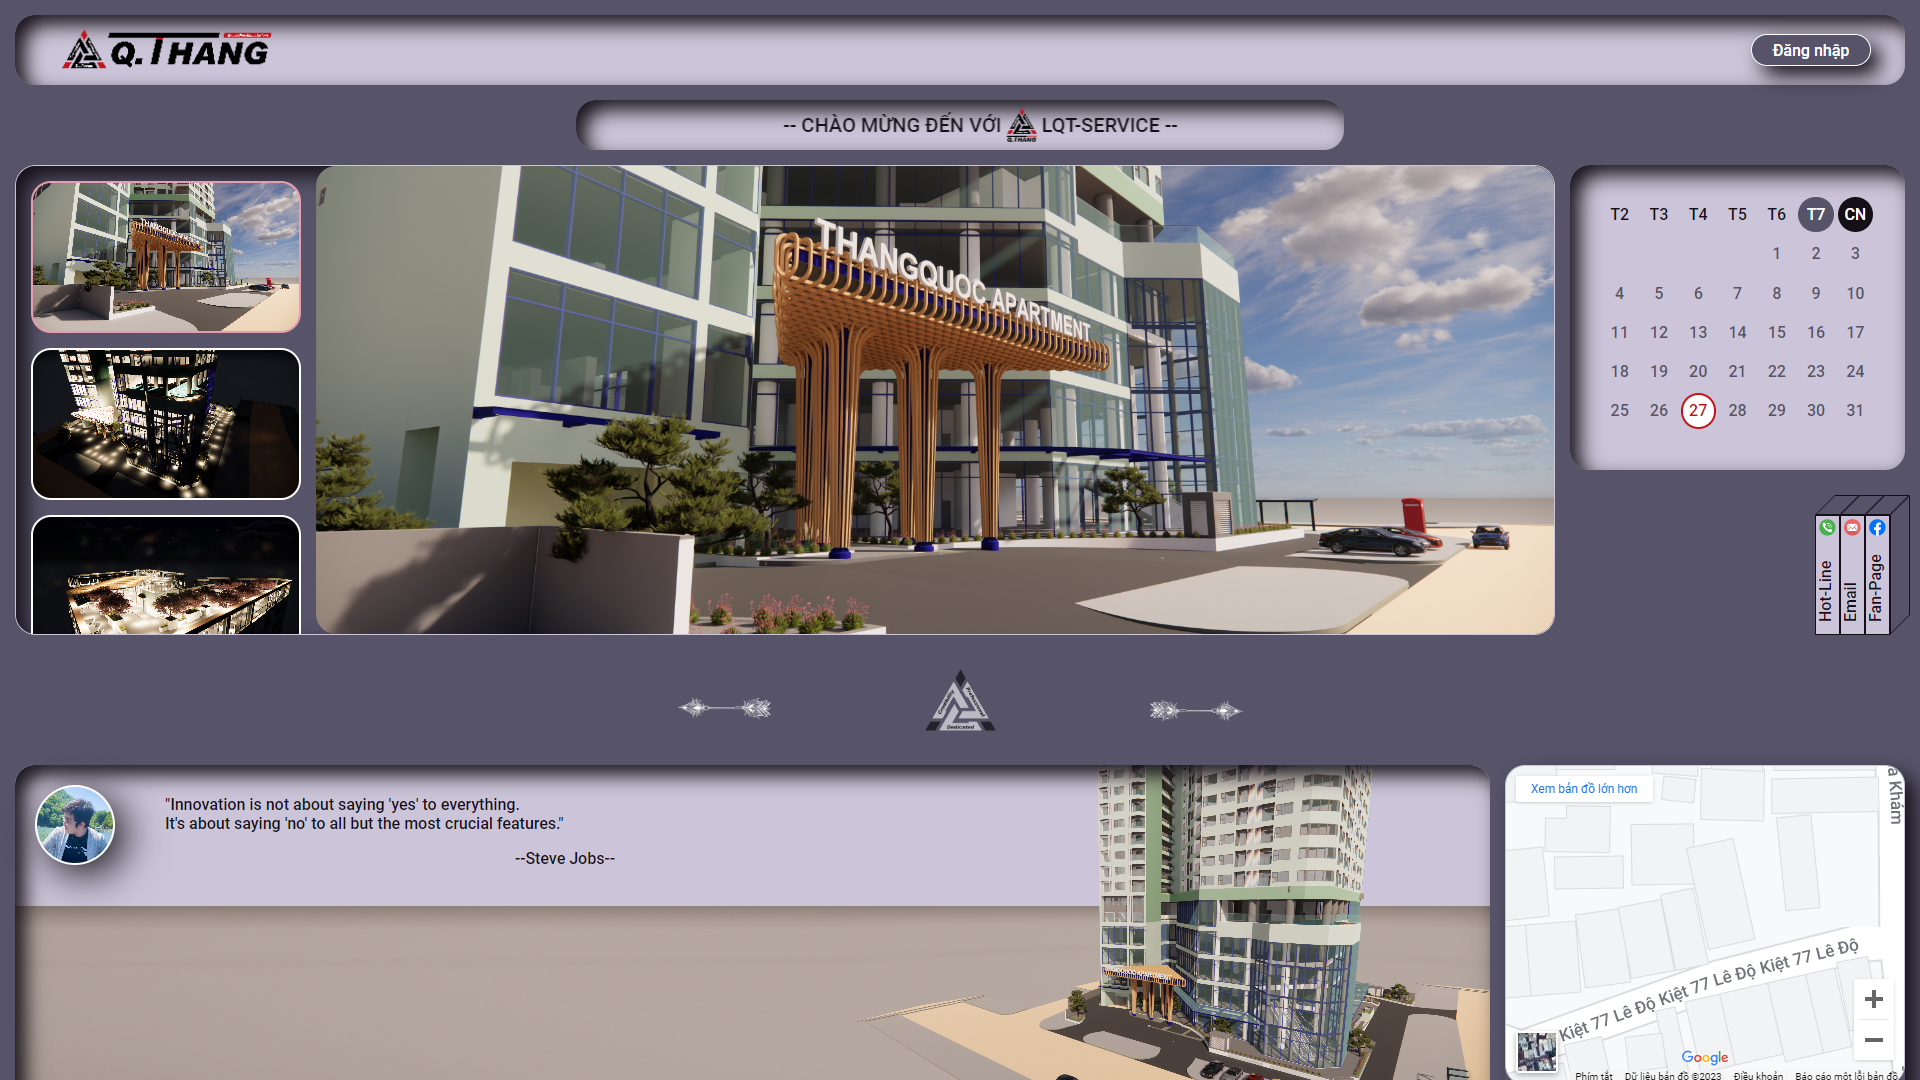 Q.THANG
Đăng nhập
-- CHÀO MỪNG ĐẾN VỚI Q.THANG LQT-SERVICE --
THANGQUOC APARTMENT
T2 T3 T4 T5 T6 T7 CN
1 2 3
4 5 6 7 8 9 10
11 12 13 14 15 16 17
18 19 20 21 22 23 24
25 26 27 28 29 30 31
Hot-Line
Email
Fan-Page
Dedicated
"Innovation is not about saying 'yes' to everything.
It's about saying 'no' to all but the most crucial features."
--Steve Jobs--
Xem bản đồ lớn hơn
a Khám
Kiệt 77 Lê Độ Kiệt 77 Lê Độ Kiệt 77 Lê Độ
Google
Phím tắt Dữ liệu bản đồ ©2023 Điều khoản Báo cáo một lỗi bản đồ